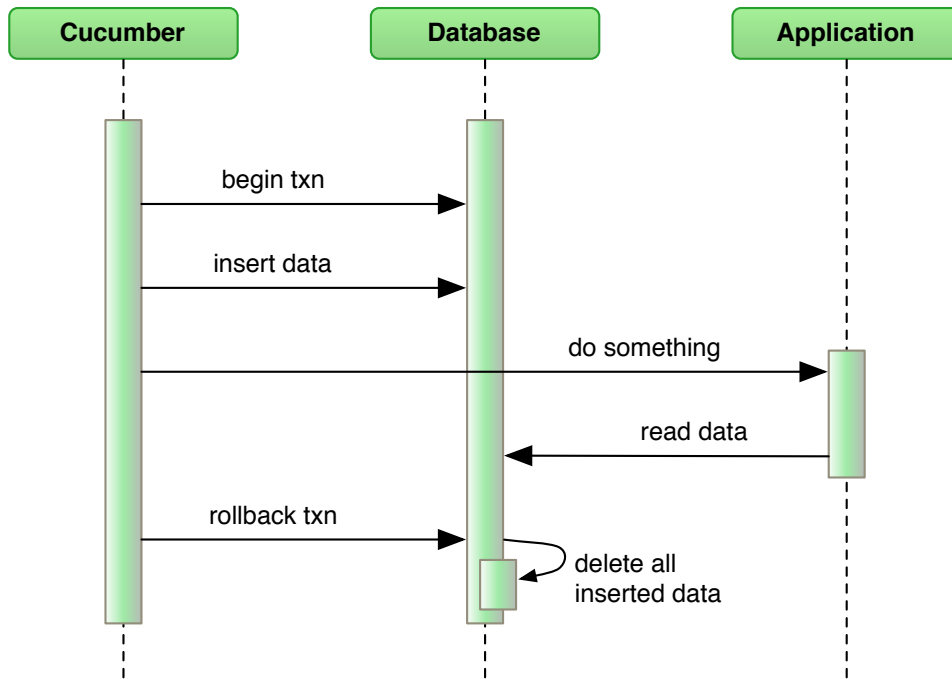 Cucumber
Database
Application
begin txn
insert data
do something
read data
rollback txn
delete all
inserted data